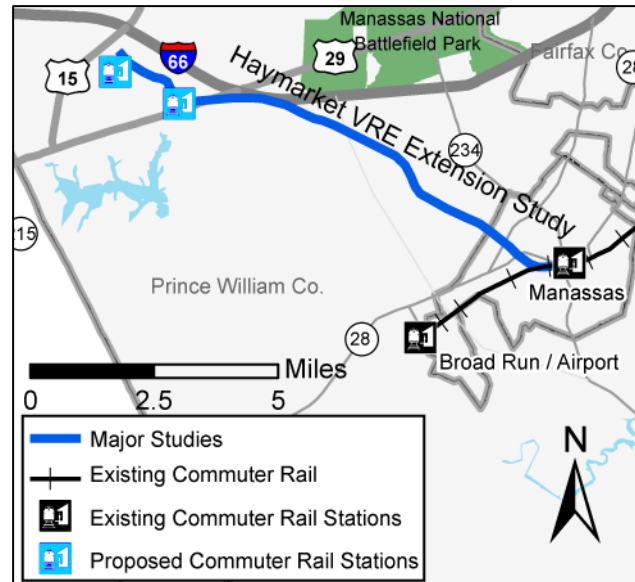 Manassas National
Battlefield Park
Fairfax Co.
29
66
15
28
Haymarket VRE Extension Study
234
215
Prince William Co.
Manassas
28
Broad Run / Airport
Miles
0 2.5 5
Major Studies
Existing Commuter Rail
Existing Commuter Rail Stations
Proposed Commuter Rail Stations
N